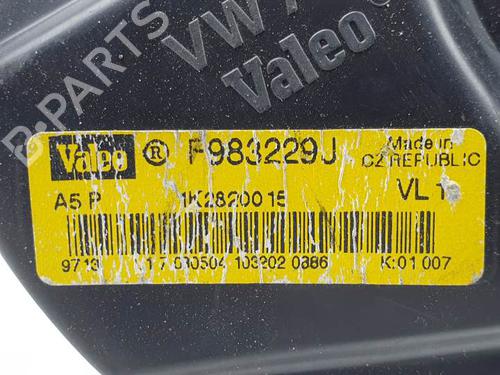 VW
Valeo
B-PARTS
Valeo ® F983229J Made in
CZ REPUBLIC
A5 P 1K2820015 VL 1
9713 17 030504 103202 0386 K:01 007